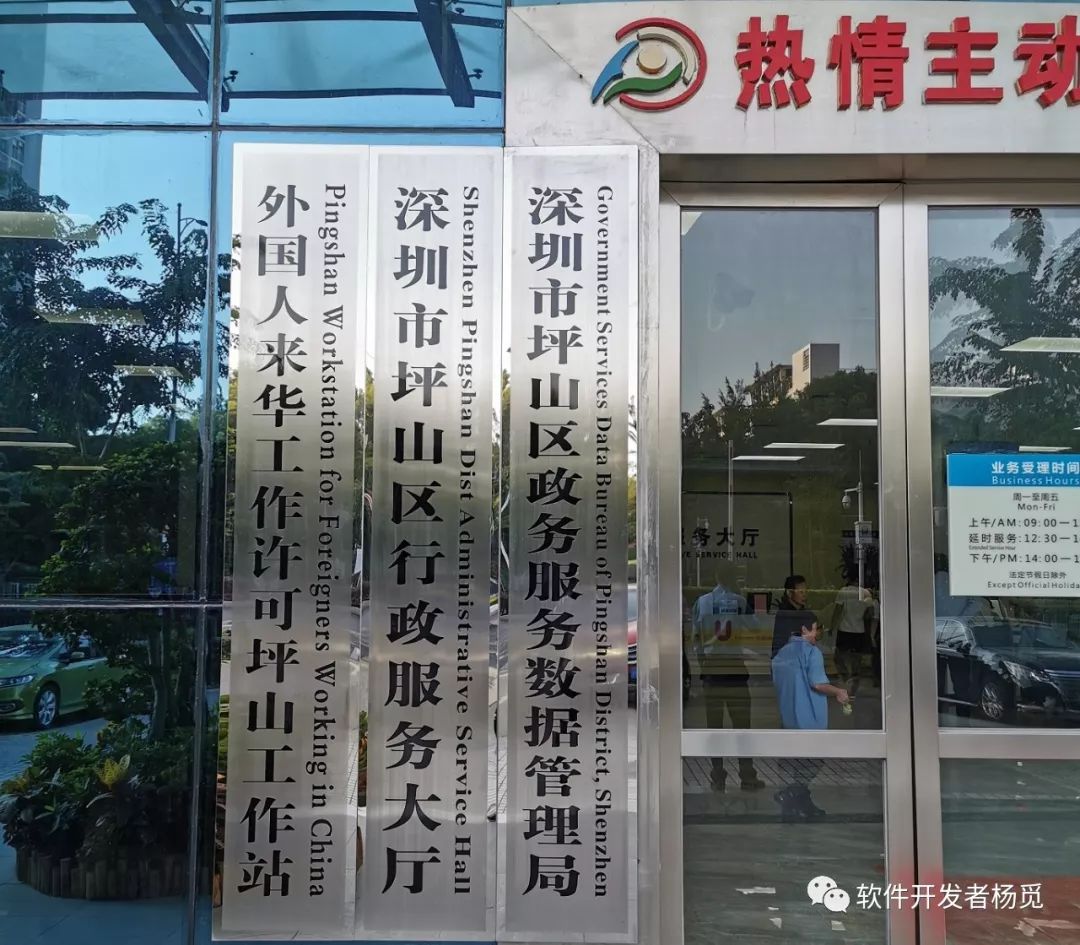 热情主动
外国人来华工作许可坪山工作站
Pingshan Workstation for Foreigners Working in China
深圳市坪山区行政服务大厅
Shenzhen Pingshan Dist Administrative Service Hall
深圳市坪山区政务服务数据管理局
Government Services Data Bureau of Pingshan District, Shenzhen
务大厅
SERVICE HALL
业务受理时间
Business Hours
周一至周五
Mon-Fri
上午/AM:09:00
延时服务:12:30
Extended Service Hour
下午/PM:14:00
法定节假日除外
Except Official
软件开发者杨觅